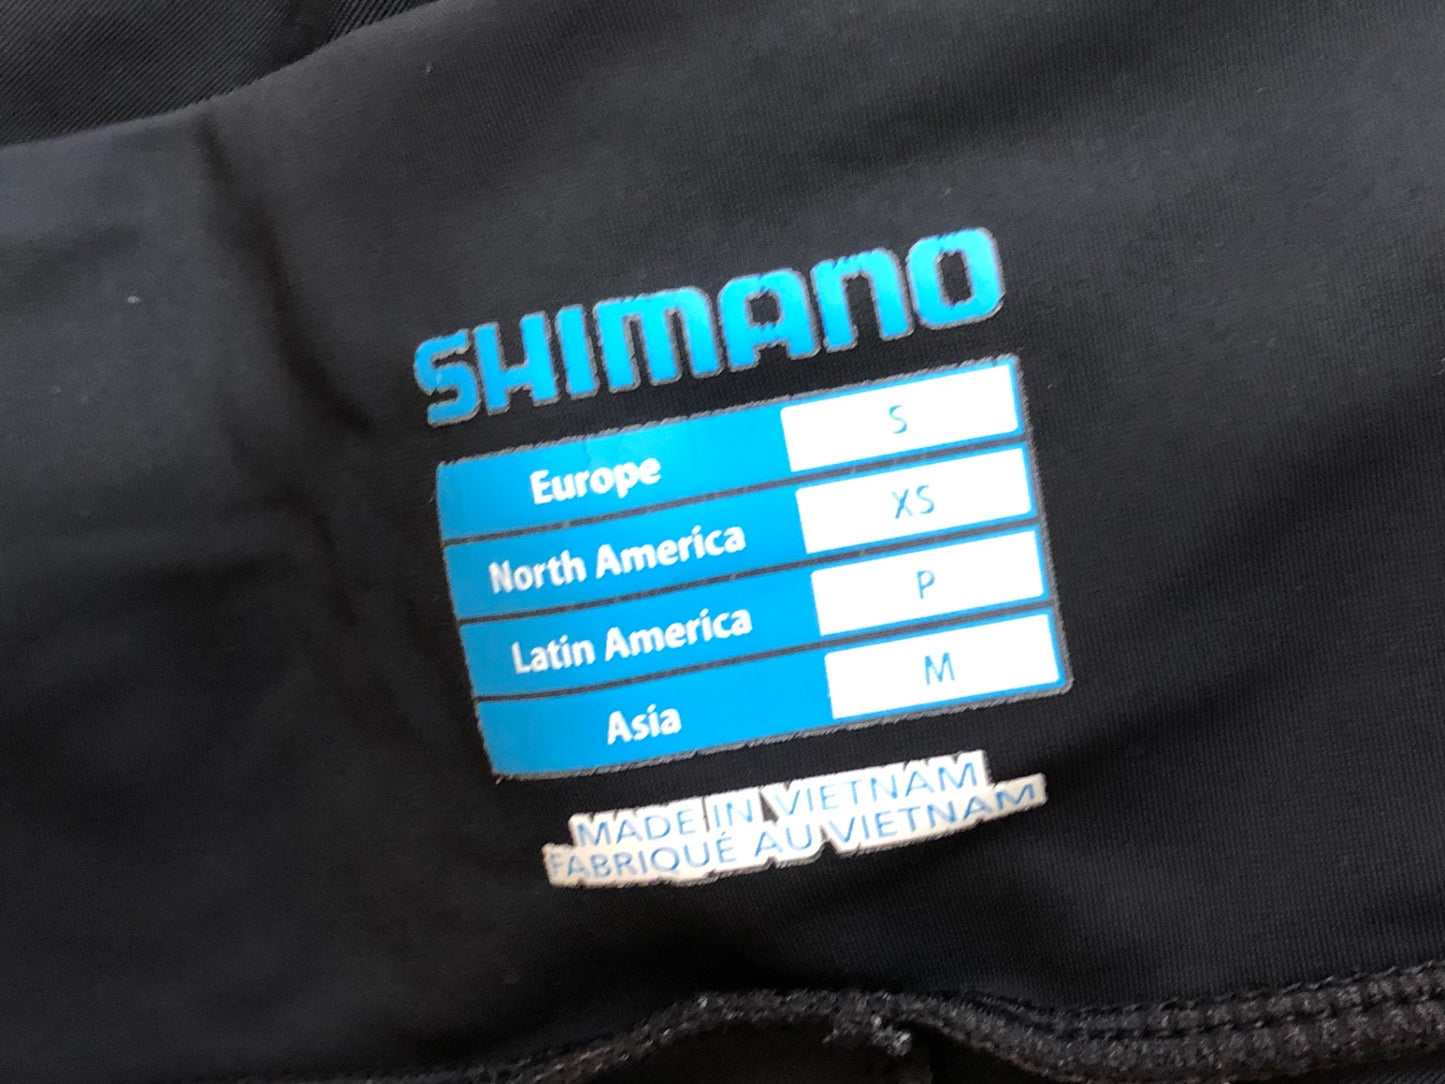 SHIMANO
Europe S
North America XS
Latin America P
Asia M
MADE IN VIETNAM
FABRIQUÉ AU VIETNAM